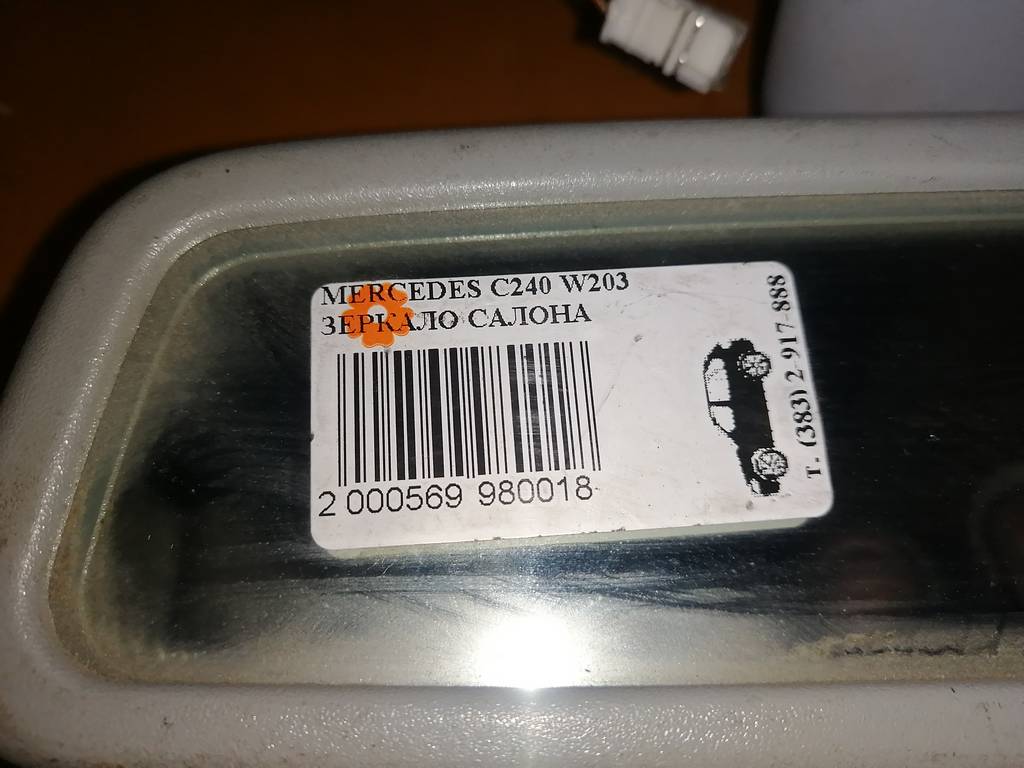 MERCEDES C240 W203
ЗЕРКАЛО САЛОНА
2 000569 980018
т. (383) 2-917-888